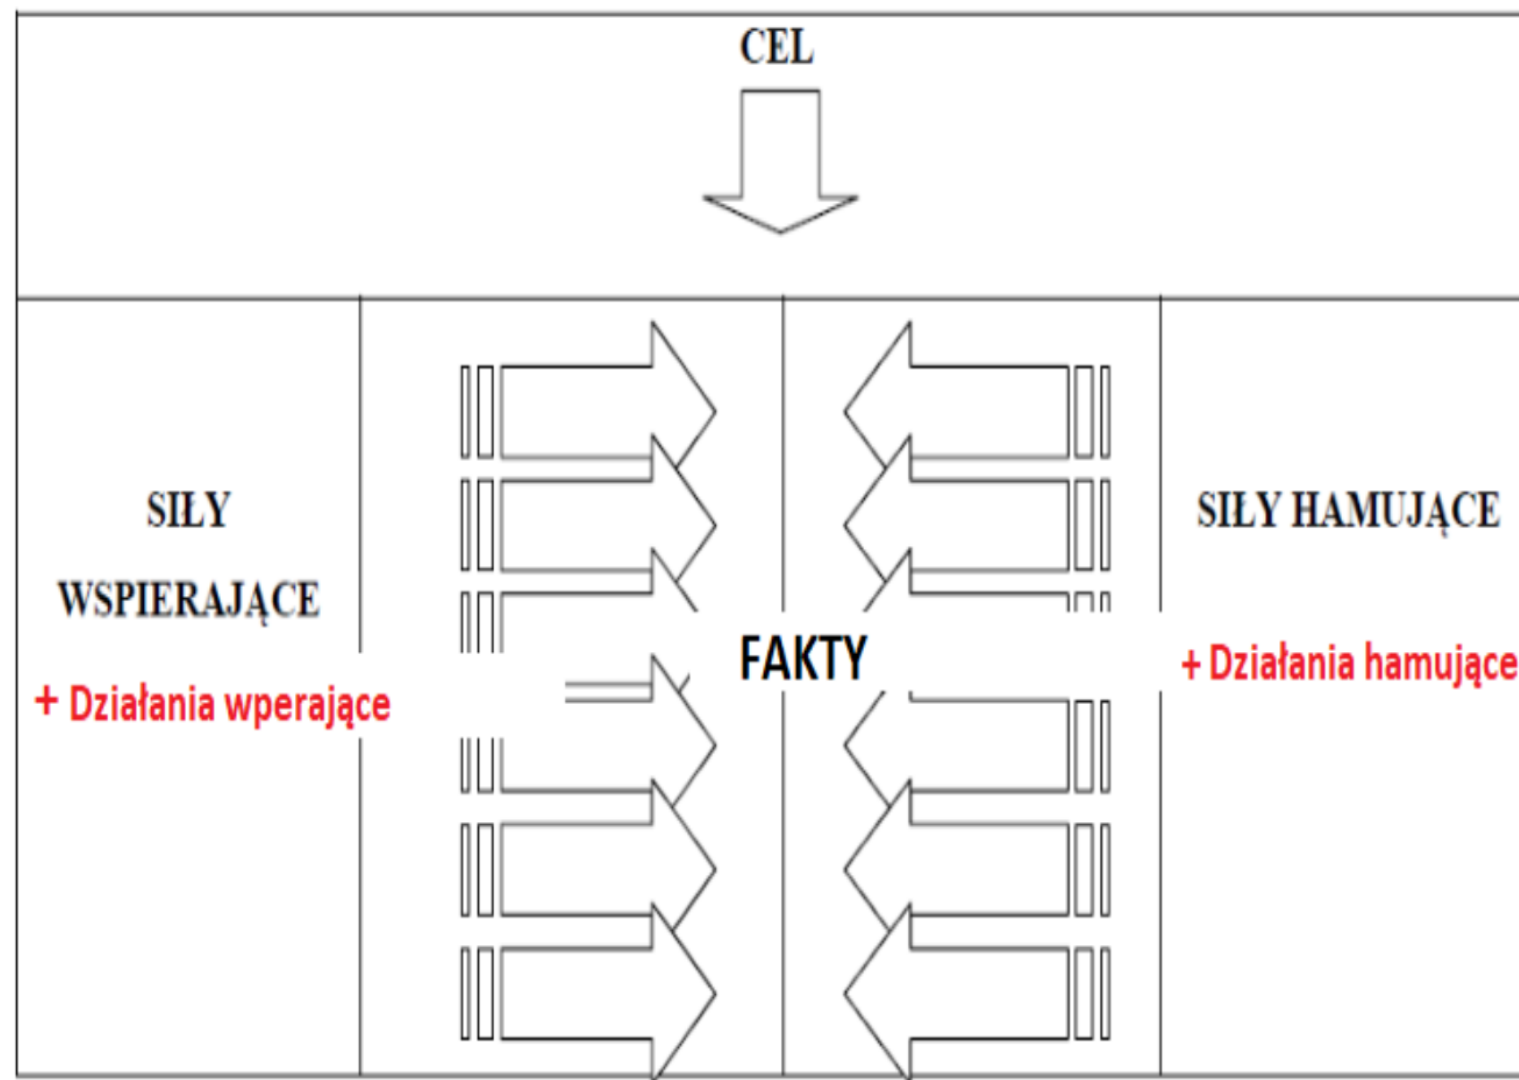 CEL
SIŁY
WSPIERAJĄCE
+ Działania wperające
FAKTY
SIŁY HAMUJĄCE
+ Działania hamujące